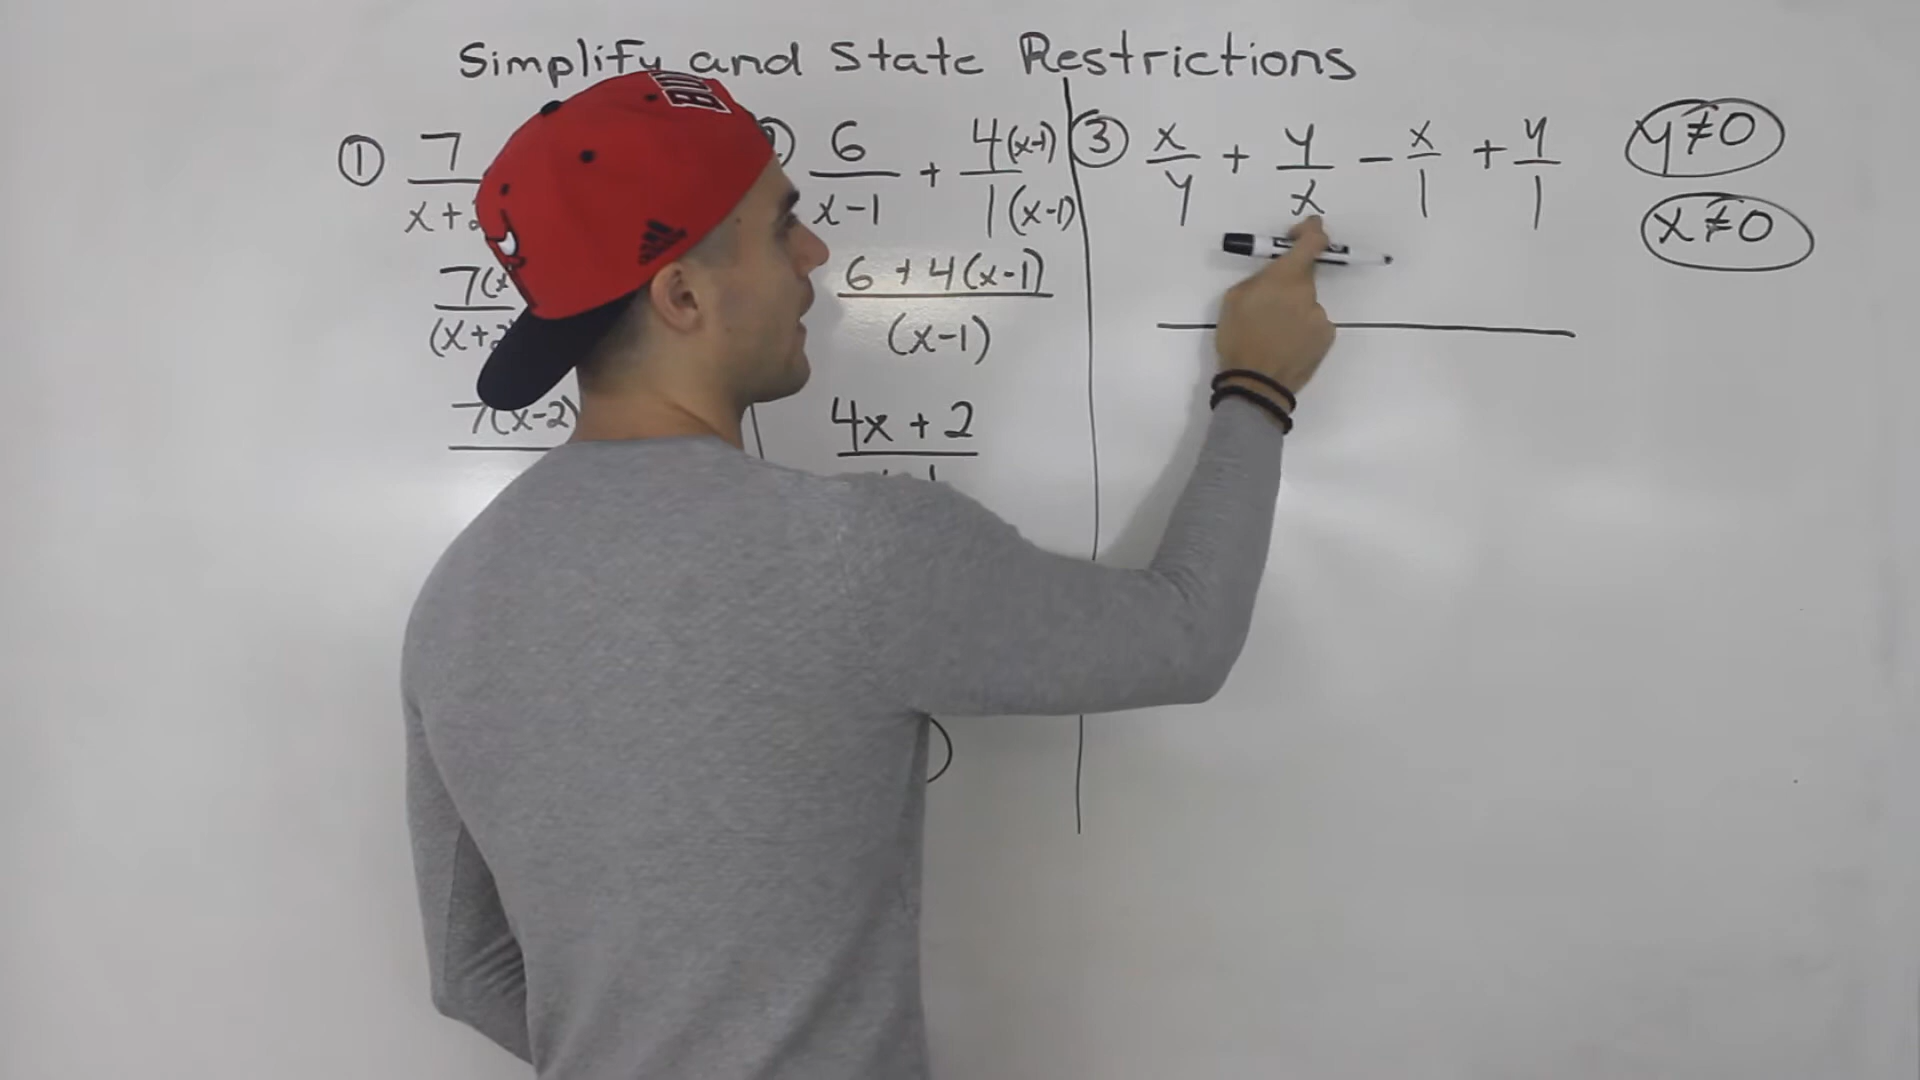 Simplify and State Restrictions
① 7/x+2
7(x
(x+2
7(x-2)
6/x-1 + 4(x-1)/1(x-1)
6 + 4(x-1)/(x-1)
4x + 2
③ x/y + y/x - x/1 + y/1
y≠0
x≠0